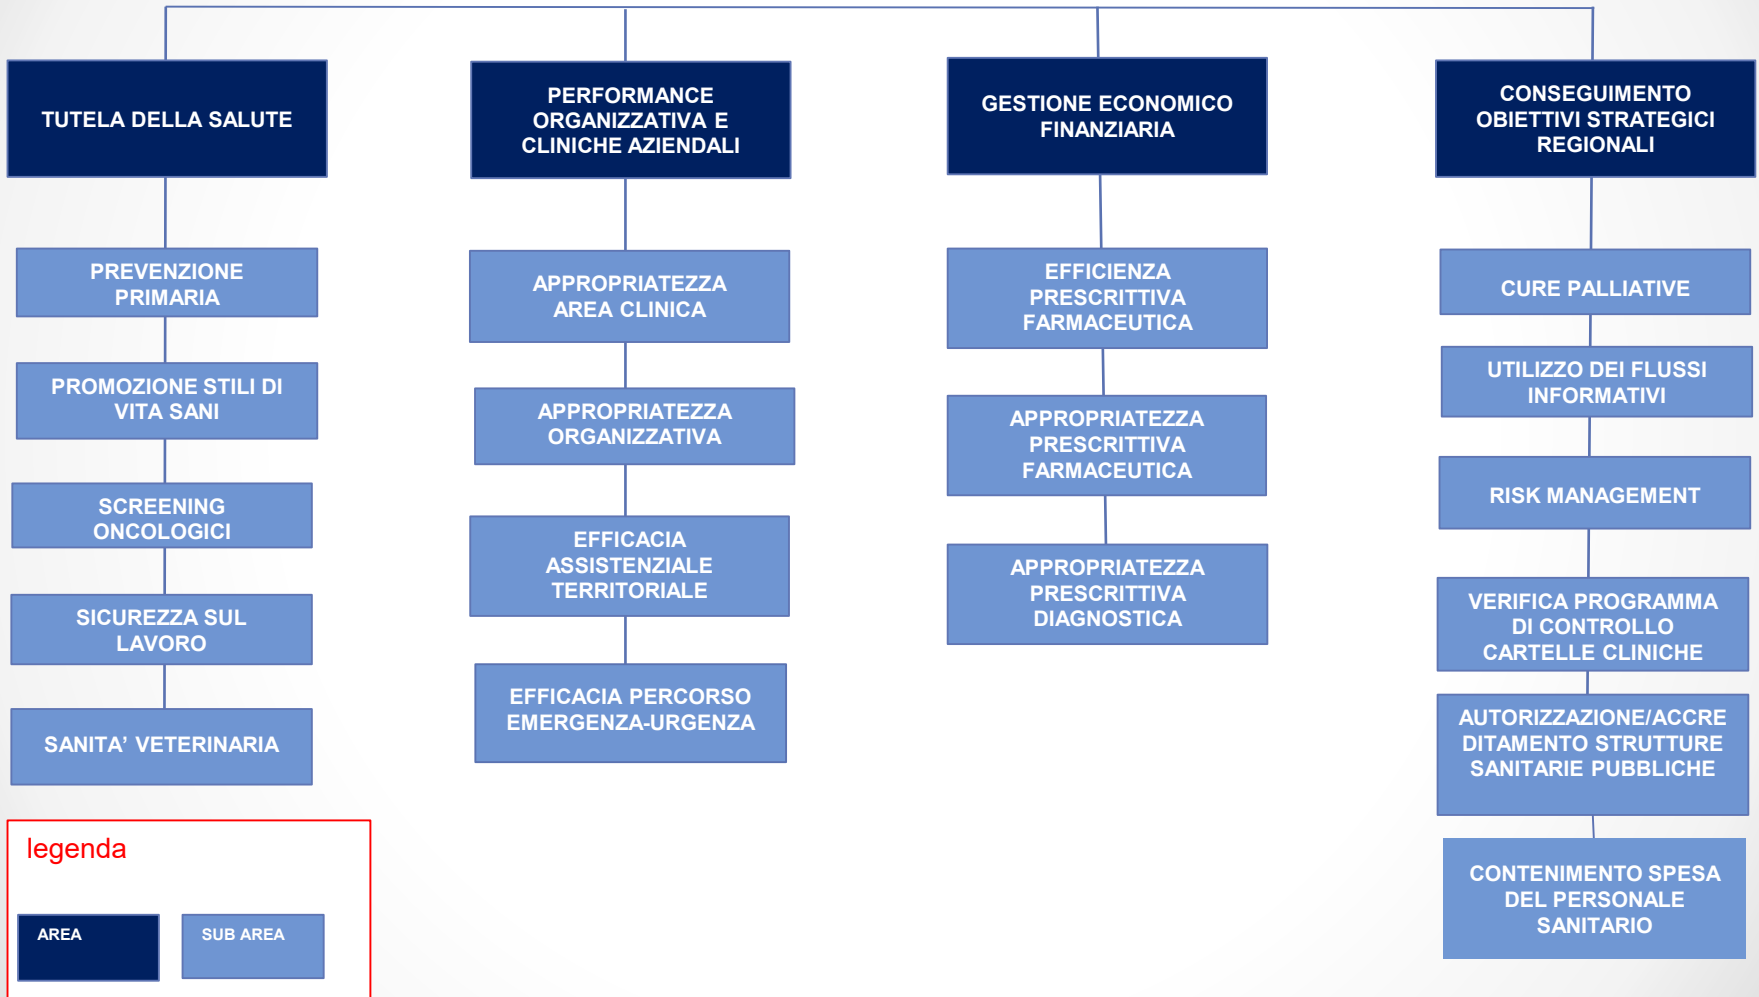 TUTELA DELLA SALUTE
PREVENZIONE
PRIMARIA
PROMOZIONE STILI DI
VITA SANI
SCREENING
ONCOLOGICI
SICUREZZA SUL
LAVORO
SANITA’ VETERINARIA
PERFORMANCE
ORGANIZZATIVA E
CLINICHE AZIENDALI
APPROPRIATEZZA
AREA CLINICA
APPROPRIATEZZA
ORGANIZZATIVA
EFFICACIA
ASSISTENZIALE
TERRITORIALE
EFFICACIA PERCORSO
EMERGENZA-URGENZA
GESTIONE ECONOMICO
FINANZIARIA
EFFICIENZA
PRESCRITTIVA
FARMACEUTICA
APPROPRIATEZZA
PRESCRITTIVA
FARMACEUTICA
APPROPRIATEZZA
PRESCRITTIVA
DIAGNOSTICA
CONSEGUIMENTO
OBIETTIVI STRATEGICI
REGIONALI
CURE PALLIATIVE
UTILIZZO DEI FLUSSI
INFORMATIVI
RISK MANAGEMENT
VERIFICA PROGRAMMA
DI CONTROLLO
CARTELLE CLINICHE
AUTORIZZAZIONE/ACCRE
DITAMENTO STRUTTURE
SANITARIE PUBBLICHE
CONTENIMENTO SPESA
DEL PERSONALE
SANITARIO
legenda
AREA
SUB AREA